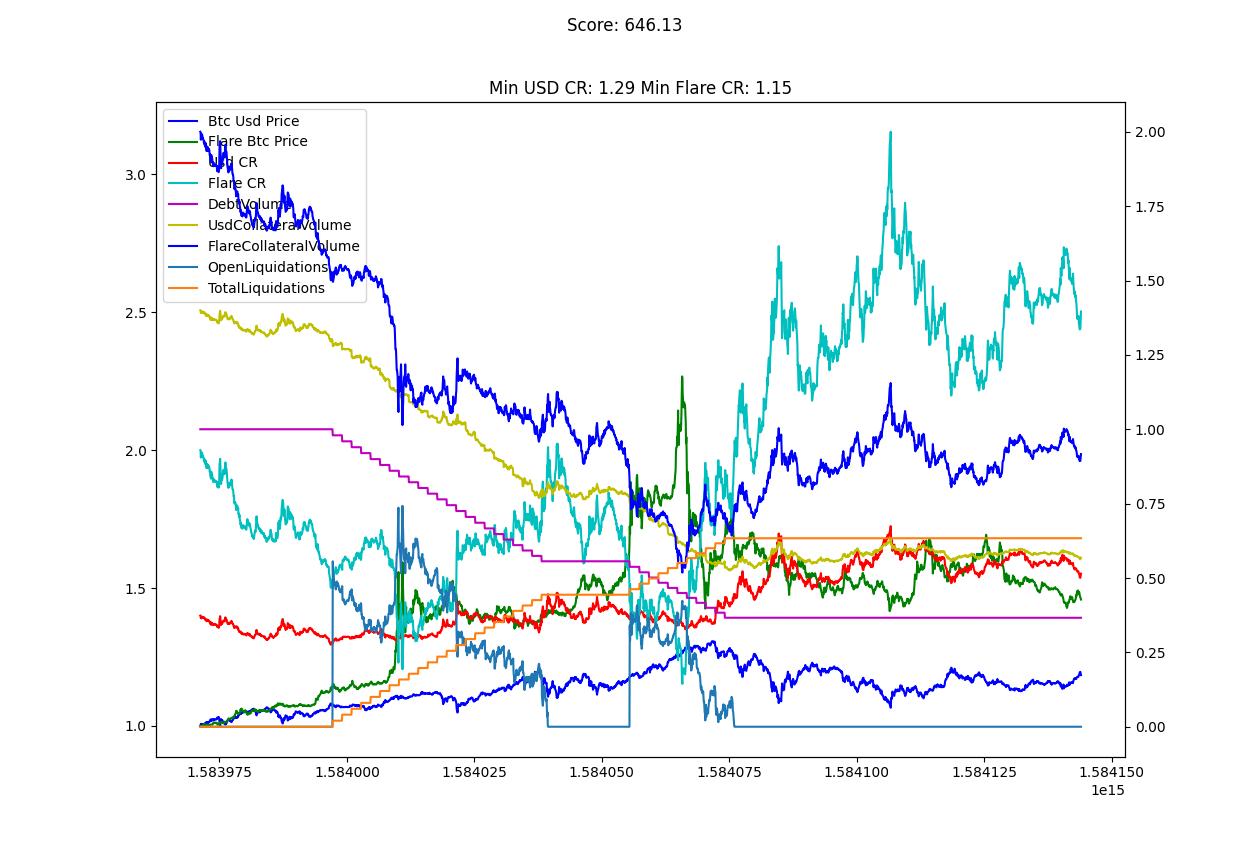 Score: 646.13
Min USD CR: 1.29 Min Flare CR: 1.15
Btc Usd Price
Flare Btc Price
Usd CR
Flare CR
DebtVolume
UsdCollateralVolume
FlareCollateralVolume
OpenLiquidations
TotalLiquidations
3.0
2.5
2.0
1.5
1.0
2.00
1.75
1.50
1.25
1.00
0.75
0.50
0.25
0.00
1.583975
1.584000
1.584025
1.584050
1.584075
1.584100
1.584125
1.584150
1e15